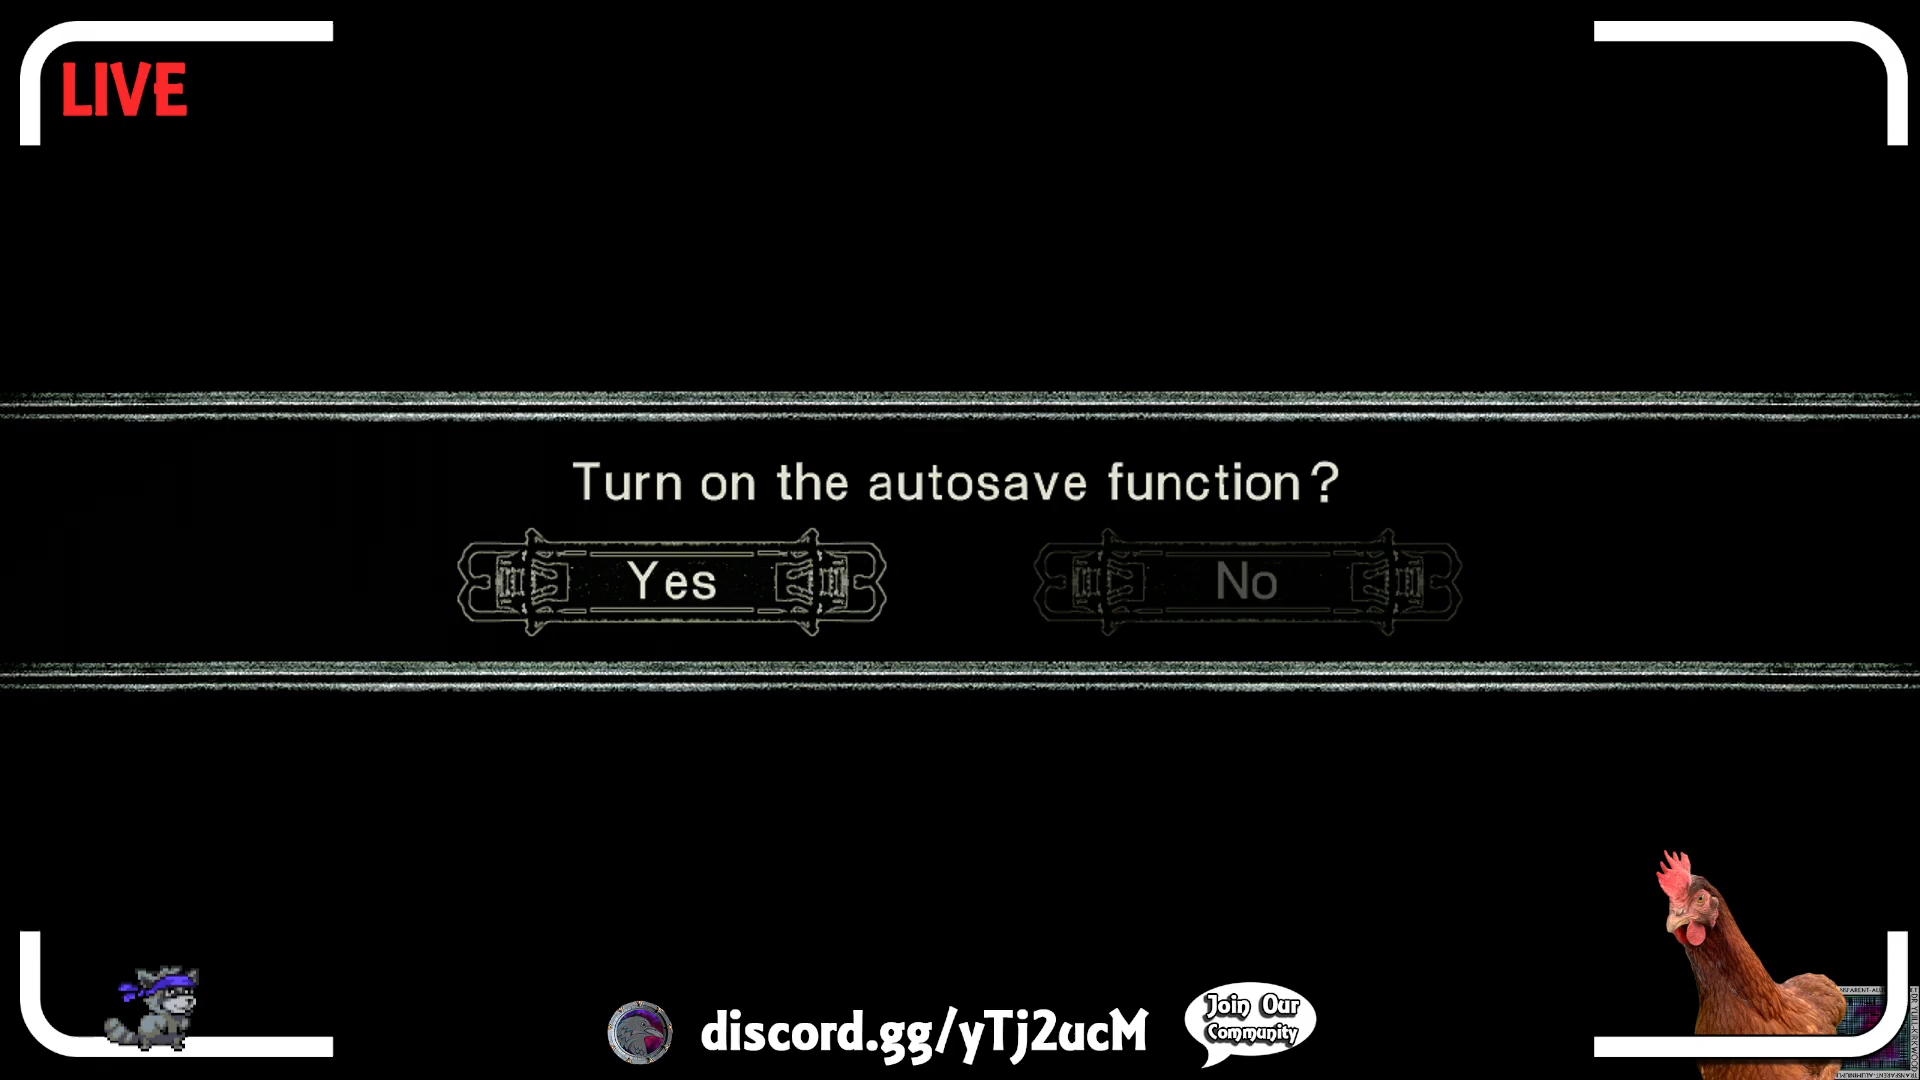 LIVE
Turn on the autosave function?
Yes
No
discord.gg/yTj2ucM
Join Our
Community